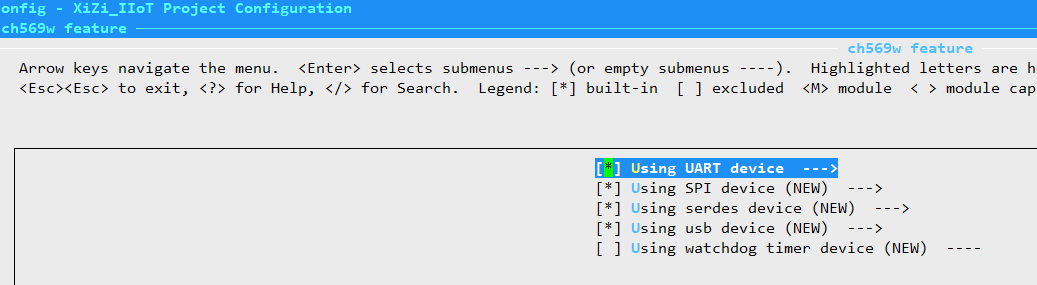 onfig - XiZi_IIoT Project Configuration
ch569w feature
ch569w feature
Arrow keys navigate the menu.  <Enter> selects submenus ---> (or empty submenus ----).  Highlighted letters are
<Esc><Esc> to exit, <?> for Help, </> for Search.  Legend: [*] built-in  [ ] excluded  <M> module  < > module cap
[*] Using UART device  --->
[*] Using SPI device (NEW)  --->
[*] Using serdes device (NEW)  --->
[*] Using usb device (NEW)  --->
[ ] Using watchdog timer device (NEW)  ----